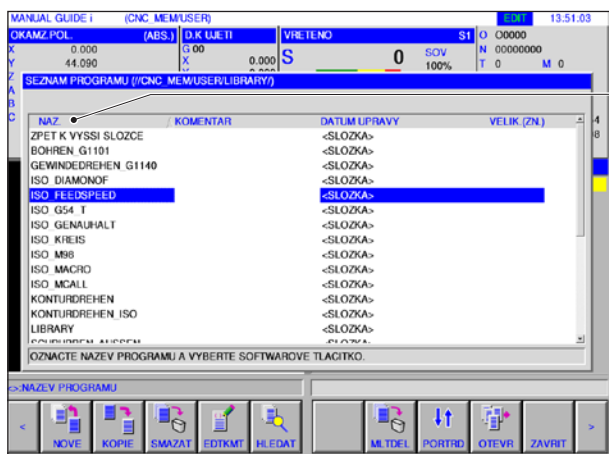 MANUAL GUIDE i (CNC_MEM/USER) EDIT 13:51.03
OKAMZ.POL. (ABS.) D.K UJETI VRETENO S1 O O0000
X 0.000 G 00 N 00000000
Y 44.090 X 0.000 S 0 SOV 100% T 0 M 0
Z
SEZNAM PROGRAMU (//CNC_MEM/USER/LIBRARY/)
A
B
C
NAZ. / KOMENTAR DATUM UPRAVY VELIK.(ZN.)
ZPET K VYSSI SLOZCE <SLOZKA>
BOHREN_G1101 <SLOZKA>
GEWINDEDREHEN_G1140 <SLOZKA>
ISO_DIAMONOF <SLOZKA>
ISO_FEEDSPEED <SLOZKA>
ISO_G54_T <SLOZKA>
ISO_GENAUHALT <SLOZKA>
ISO_KREIS <SLOZKA>
ISO_M98 <SLOZKA>
ISO_MACRO <SLOZKA>
ISO_MCALL <SLOZKA>
KONTURDREHEN <SLOZKA>
KONTURDREHEN_ISO <SLOZKA>
LIBRARY <SLOZKA>
OZNACTE NAZEV PROGRAMU A VYBERTE SOFTWAROVE TLACITKO.
<>:NAZEV PROGRAMU
< NOVE KOPIE SMAZAT EDTKMT HLEDAT MLTDEL PORTRD OTEVR ZAVRIT >